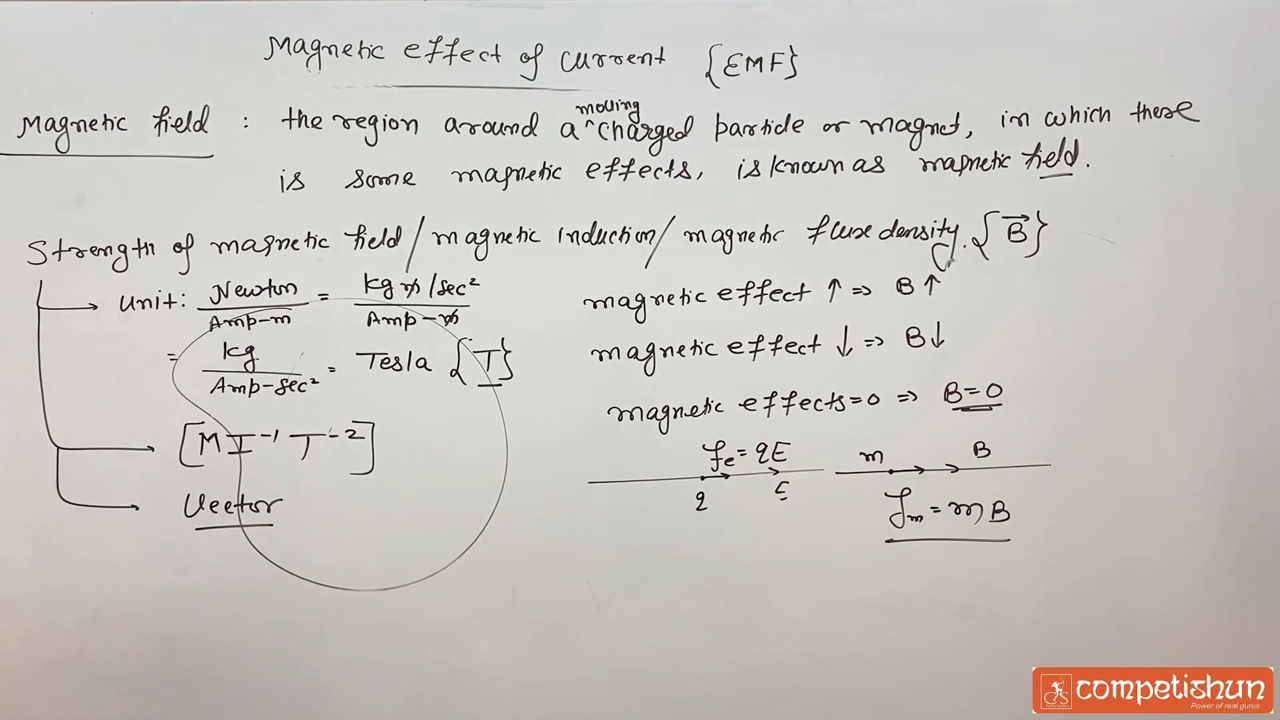 Magnetic effect of current {EMF}
Magnetic field : the region around a ^moving charged particle or magnet, in which there
is some magnetic effects, is known as magnetic field.
Strength of magnetic field / magnetic induction / magnetic flux density. {B⃗}
→ unit: Newton / Amp-m = kg m/sec² / Amp-m
= kg / Amp-sec² = Tesla {T}
→ [M I⁻¹ T⁻²]
→ Vector
magnetic effect ↑ ⇒ B↑
magnetic effect ↓ ⇒ B↓
magnetic effects=0 ⇒ B=0
fe = qE
q E
m B
fm = mB
competishun
Power of real gurus